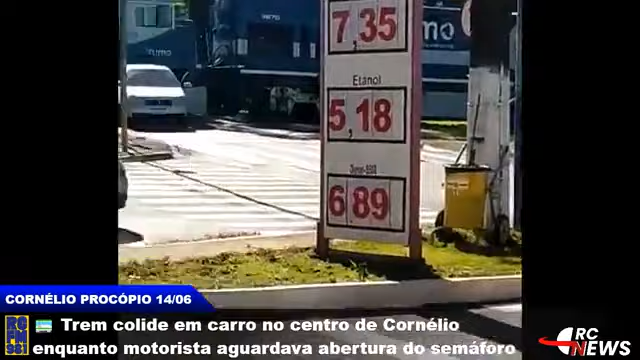 7,35
Etanol
5,18
6,89
CORNÉLIO PROCÓPIO 14/06
Trem colide em carro no centro de Cornélio
enquanto motorista aguardava abertura do semáforo
RC
NEWS